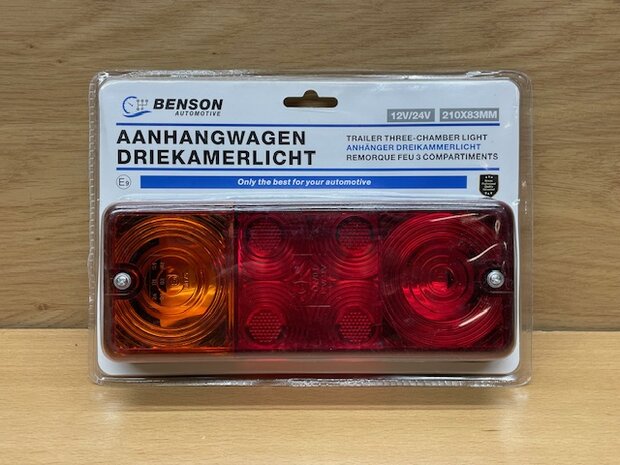 BENSON
AUTOMOTIVE
12V/24V 210X83MM
AANHANGWAGEN
DRIEKAMERLICHT
TRAILER THREE-CHAMBER LIGHT
ANHÄNGER DREIKAMMERLICHT
REMORQUE FEU 3 COMPARTIMENTS
E9
Only the best for your automotive